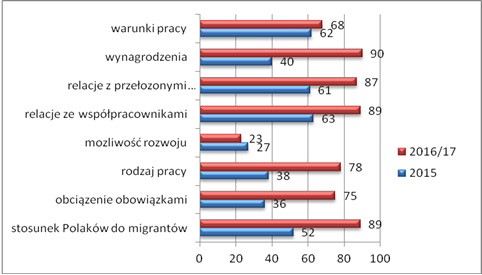 warunki pracy 68
62
wynagrodzenia 90
40
relacje z przełozonymi ... 87
61
relacje ze współpracownikami 89
63
mozliwość rozwoju 23
27
rodzaj pracy 78
38
obciązenie obowiązkami 75
36
stosunek Polaków do migrantów 89
52
0 20 40 60 80 100
2016/17
2015